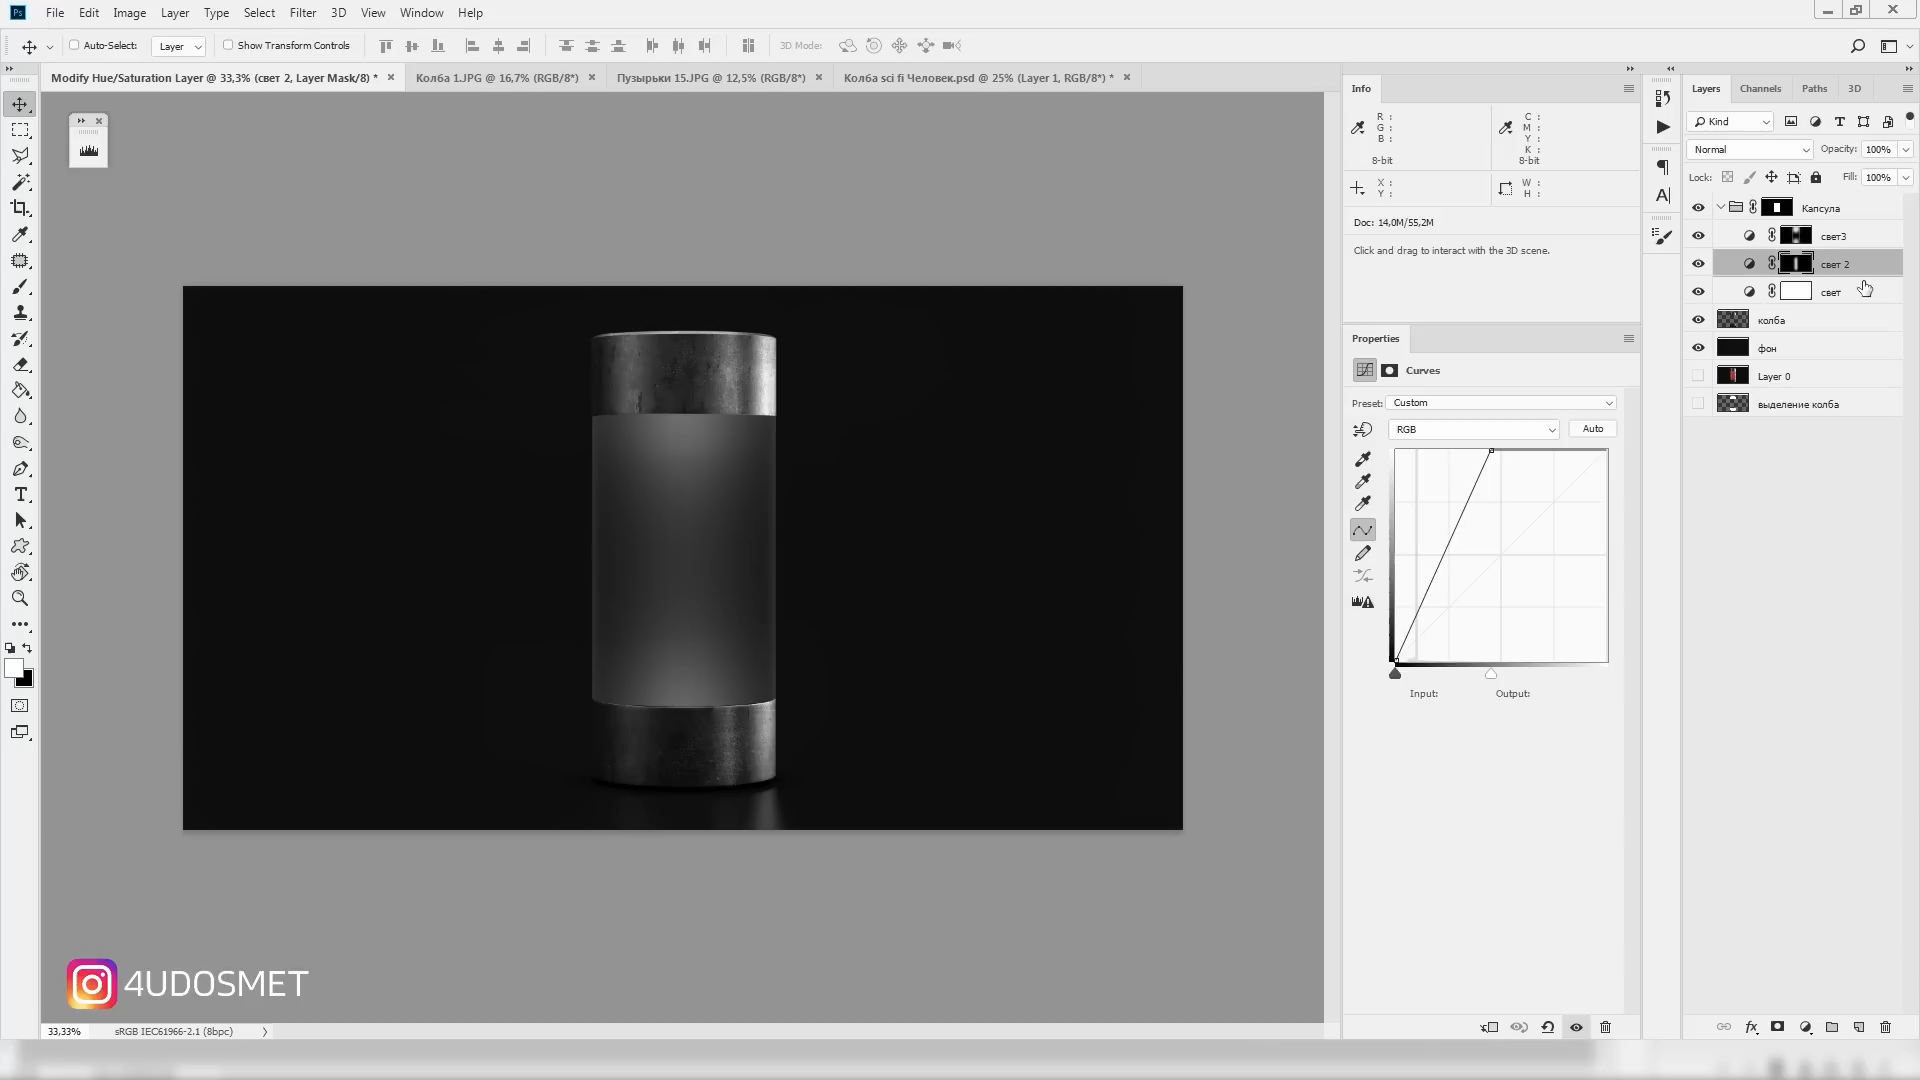 Ps File Edit Image Layer Type Select Filter 3D View Window Help
Auto-Select: Layer Show Transform Controls 3D Mode:
Modify Hue/Saturation Layer @ 33,3% (свет 2, Layer Mask/8) * Колба 1.JPG @ 16,7% (RGB/8*) Пузырьки 15.JPG @ 12,5% (RGB/8*) Колба sci fi Человек.psd @ 25% (Layer 1, RGB/8*) *
Info
R :
G :
B :
8-bit
C :
M :
Y :
K :
8-bit
X :
Y :
W :
H :
Doc: 14,0M/55,2M
Click and drag to interact with the 3D scene.
Properties
Curves
Preset: Custom
RGB Auto
Input: Output:
Layers Channels Paths 3D
Kind
Normal Opacity: 100%
Lock: Fill: 100%
Капсула
свет3
свет 2
свет
колба
фон
Layer 0
выделение колба
4UDOSMET
33,33% sRGB IEC61966-2.1 (8bpc)